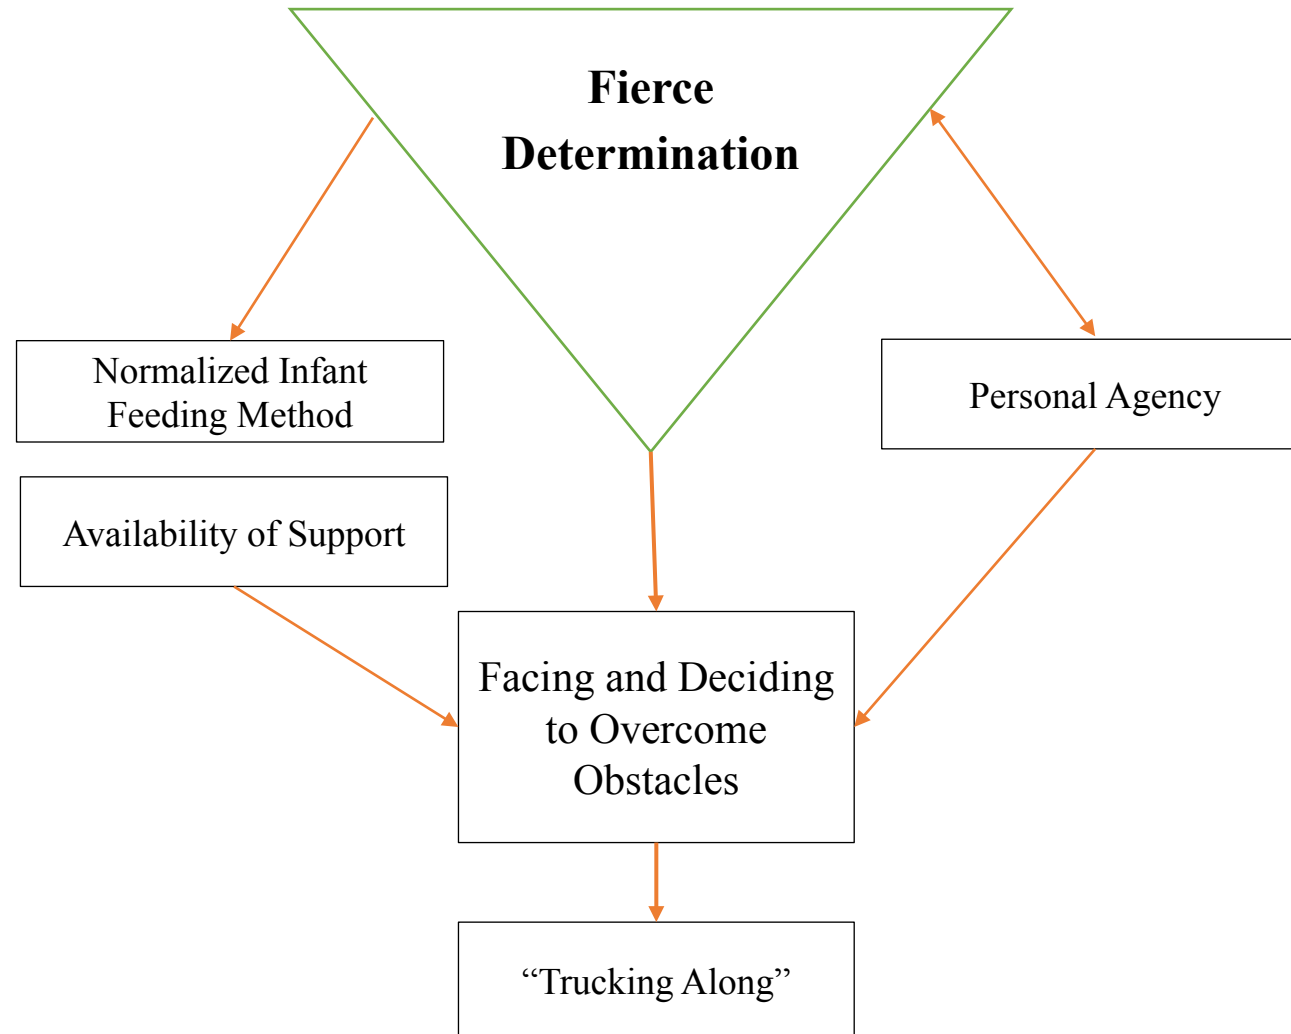 Fierce
Determination
Normalized Infant
Feeding Method
Personal Agency
Availability of Support
Facing and Deciding
to Overcome
Obstacles
“Trucking Along”